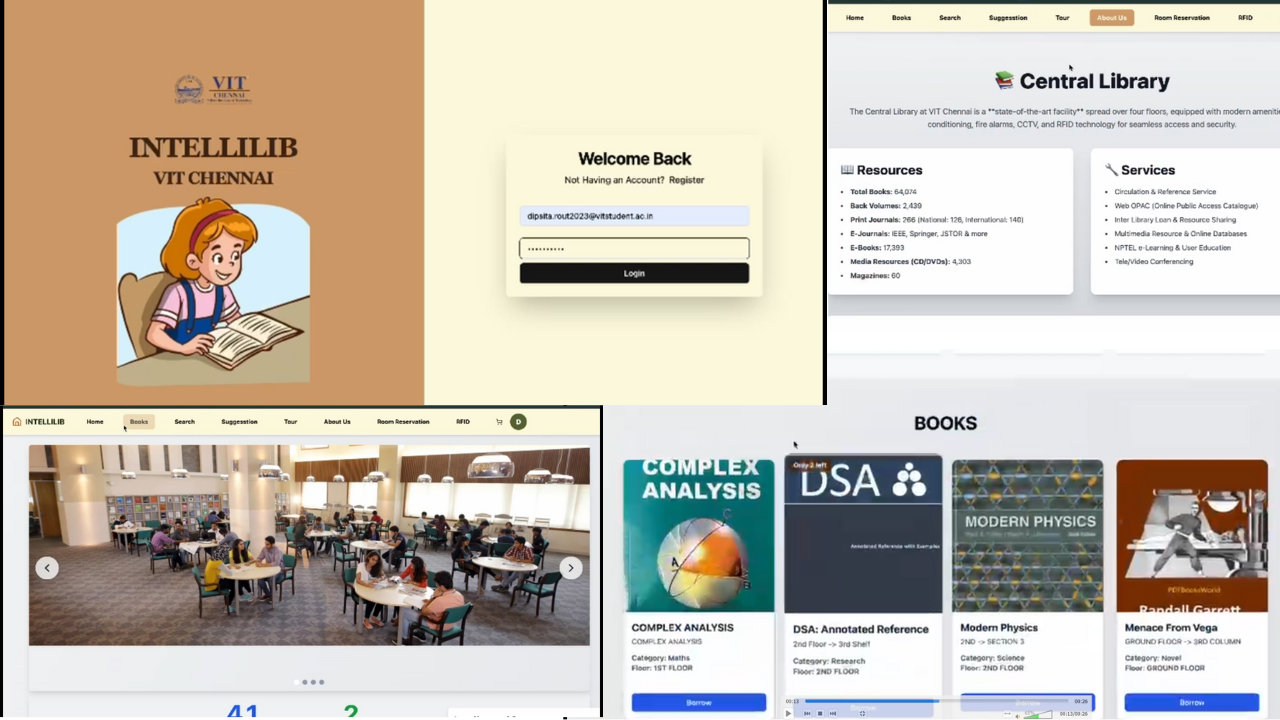 VIT
CHENNAI
INTELLILIB
VIT CHENNAI
Welcome Back
Not Having an Account? Register
dipsita.rout2023@vitstudent.ac.in
Login
Home Books Search Suggesstion Tour About Us Room Reservation RFID
📚 Central Library
The Central Library at VIT Chennai is a **state-of-the-art facility** spread over four floors, equipped with modern
conditioning, fire alarms, CCTV, and RFID technology for seamless access and security.
📖 Resources
• Total Books: 64,074
• Back Volumes: 2,439
• Print Journals: 266 (National: 126, International: 140)
• E-Journals: IEEE, Springer, JSTOR & more
• E-Books: 17,393
• Media Resources (CD/DVDs): 4,303
• Magazines: 60
🔧 Services
• Circulation & Reference Service
• Web OPAC (Online Public Access Catalogue)
• Inter Library Loan & Resource Sharing
• Multimedia Resource & Online Databases
• NPTEL e-Learning & User Education
• Tele/Video Conferencing
INTELLILIB Home Books Search Suggesstion Tour About Us Room Reservation RFID D
41 2
BOOKS
COMPLEX
ANALYSIS
C
A
B
COMPLEX ANALYSIS
COMPLEX ANALYSIS
Category: Maths
Floor: 1ST FLOOR
Borrow
Only 2 left
DSA
Annotated Reference with Examples
DSA: Annotated Reference
2nd Floor -> 3rd Shelf
Category: Research
Floor: 2ND FLOOR
Borrow
MODERN PHYSICS
Modern Physics
2ND -> SECTION 3
Category: Science
Floor: 2ND FLOOR
Borrow
PDFBooksWorld
Randall Garrett
Menace From Vega
GROUND FLOOR -> 3RD COLUMN
Category: Novel
Floor: GROUND FLOOR
Borrow
00:13 00:26
00:13/00:26